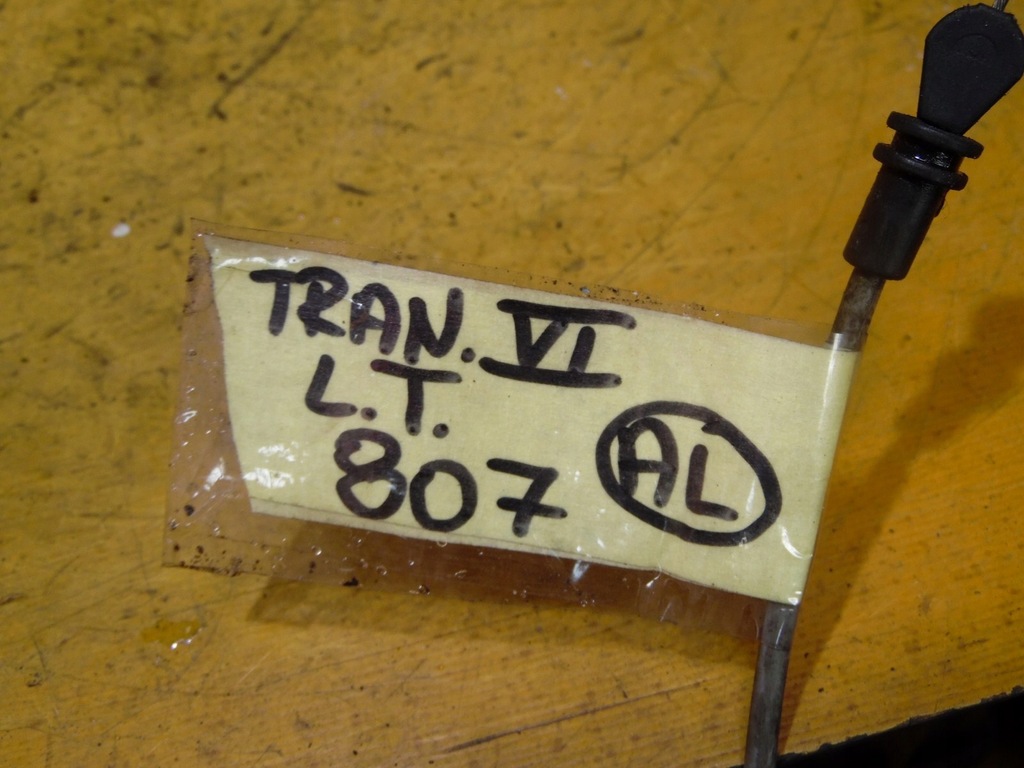 TRAN. VI
L.T.
807 AL